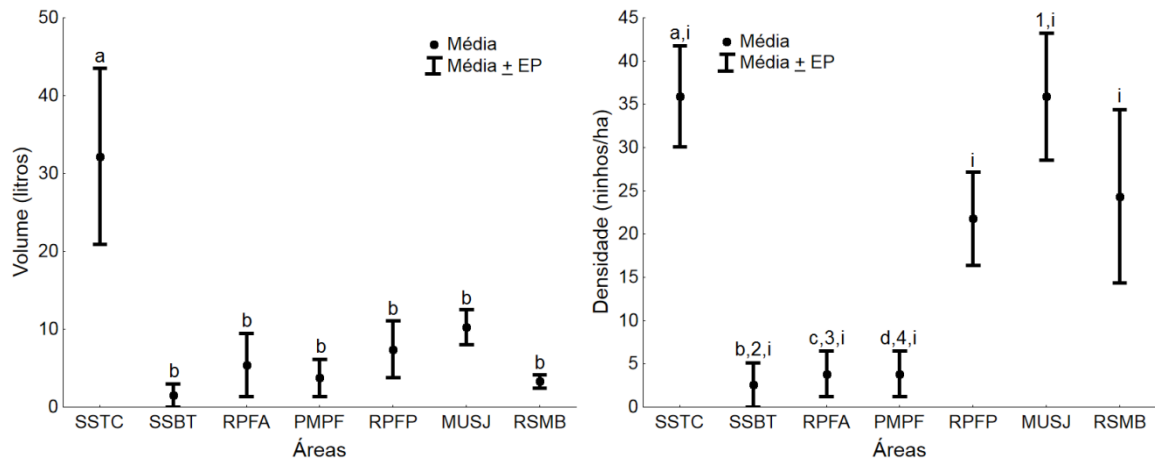 50
40
30
20
10
0
Volume (litros)
a
b
b
b
b
b
b
Média
Média ± EP
SSTC SSBT RPFA PMPF RPFP MUSJ RSMB
Áreas
45
40
35
30
25
20
15
10
5
0
Densidade (ninhos/ha)
a,i
b,2,i
c,3,i
d,4,i
i
1,i
i
Média
Média ± EP
SSTC SSBT RPFA PMPF RPFP MUSJ RSMB
Áreas